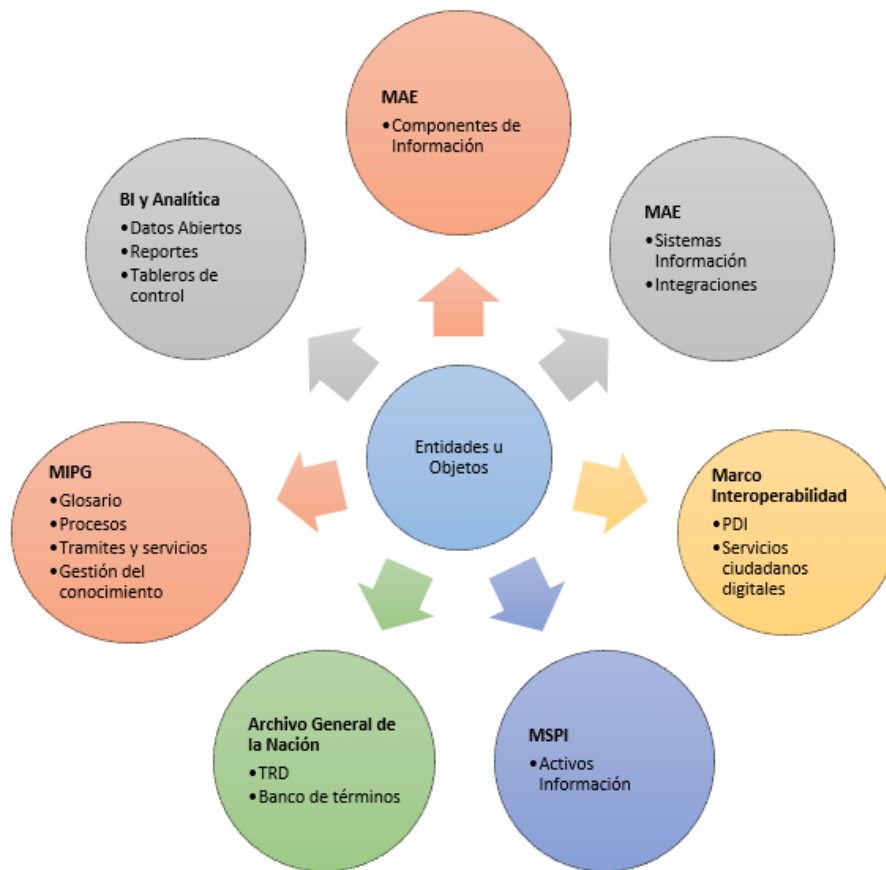 MAE
•Componentes de
Información
BI y Analítica
•Datos Abiertos
•Reportes
•Tableros de
control
MAE
•Sistemas
Información
•Integraciones
Entidades u
Objetos
MIPG
•Glosario
•Procesos
•Tramites y servicios
•Gestión del
conocimiento
Marco
Interoperabilidad
•PDI
•Servicios
ciudadanos
digitales
Archivo General de
la Nación
•TRD
•Banco de términos
MSPI
•Activos
Información